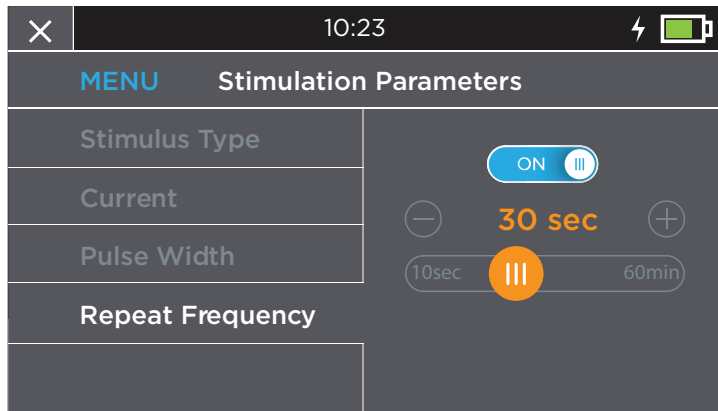 10:23
MENU Stimulation Parameters
Stimulus Type
Current
Pulse Width
Repeat Frequency
ON
30 sec
10sec 60min